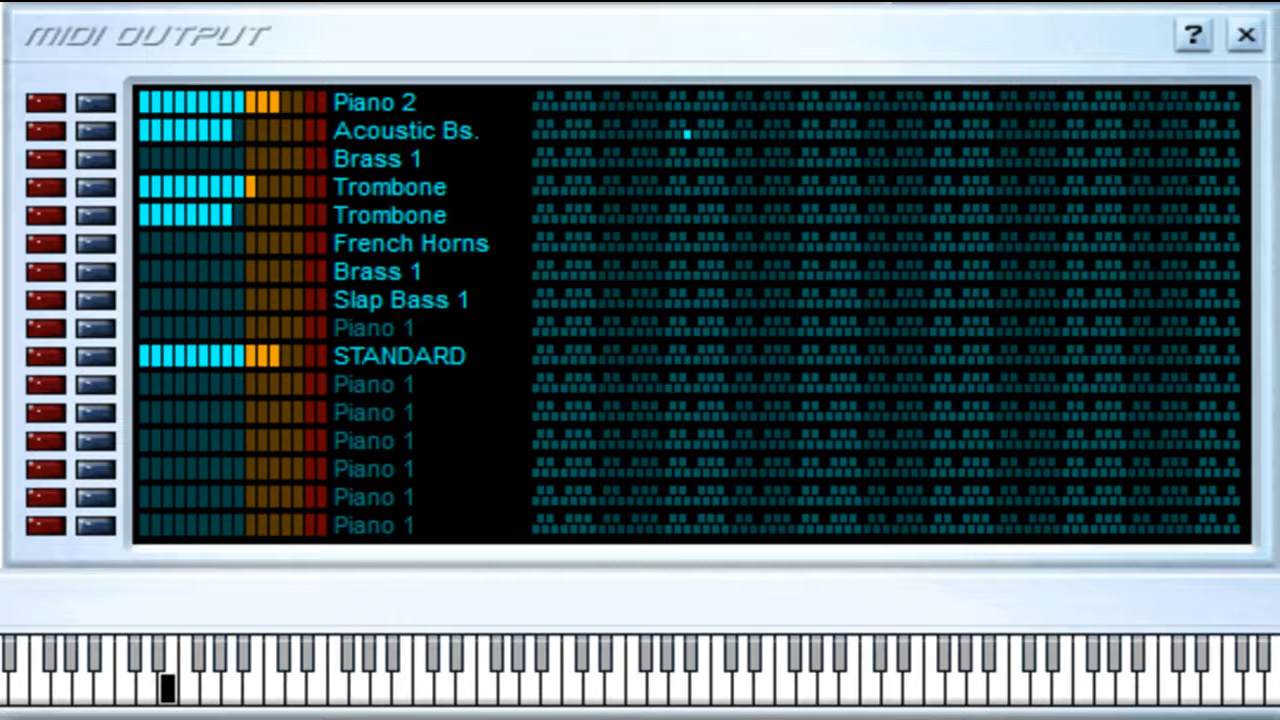 MIDI OUTPUT
? ×
Piano 2
Acoustic Bs.
Brass 1
Trombone
Trombone
French Horns
Brass 1
Slap Bass 1
Piano 1
STANDARD
Piano 1
Piano 1
Piano 1
Piano 1
Piano 1
Piano 1